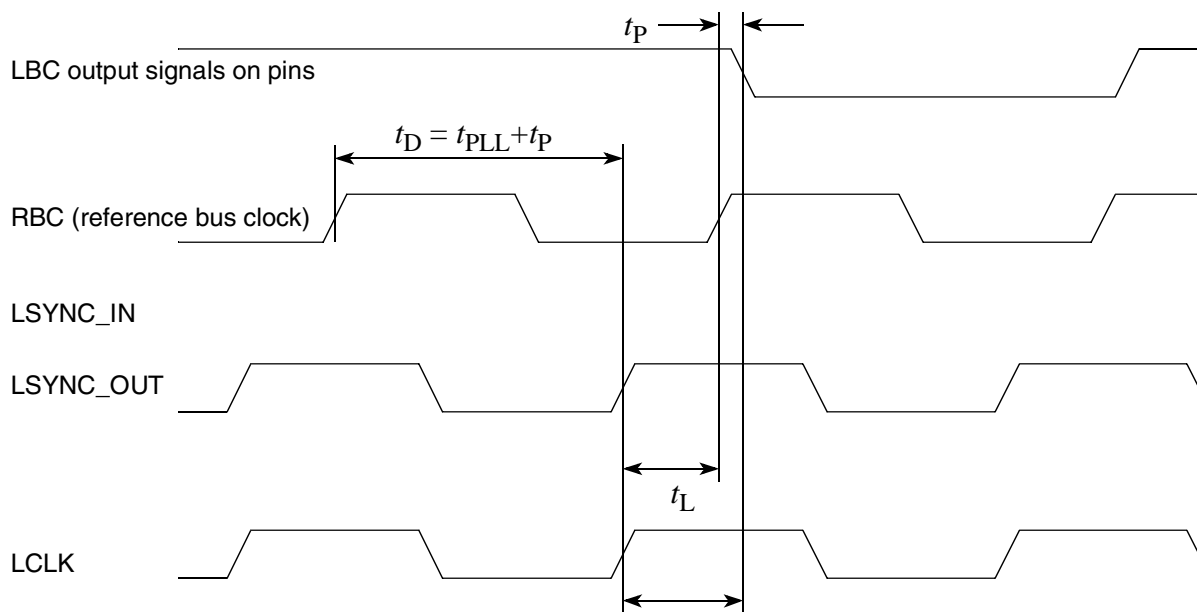 tP
LBC output signals on pins
tD = tPLL+tP
RBC (reference bus clock)
LSYNC_IN
LSYNC_OUT
tL
LCLK